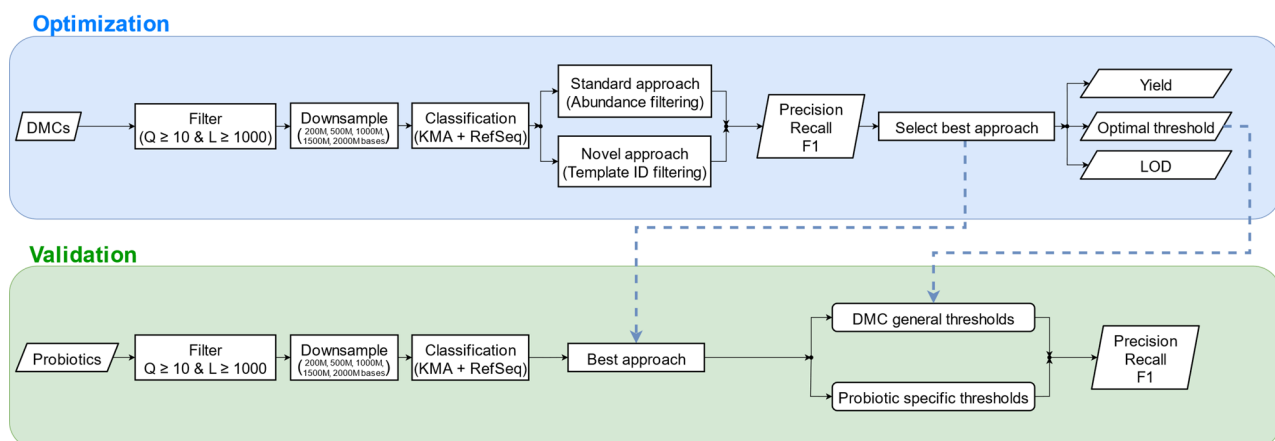 Optimization
DMCs
Filter
(Q ≥ 10 & L ≥ 1000)
Downsample
(200M, 500M, 1000M,
1500M, 2000M bases)
Classification
(KMA + RefSeq)
Standard approach
(Abundance filtering)
Novel approach
(Template ID filtering)
Precision
Recall
F1
Select best approach
Yield
Optimal threshold
LOD
Validation
Probiotics
Filter
Q ≥ 10 & L ≥ 1000
Downsample
(200M, 500M, 1000M,
1500M, 2000M bases)
Classification
(KMA + RefSeq)
Best approach
DMC general thresholds
Probiotic specific thresholds
Precision
Recall
F1